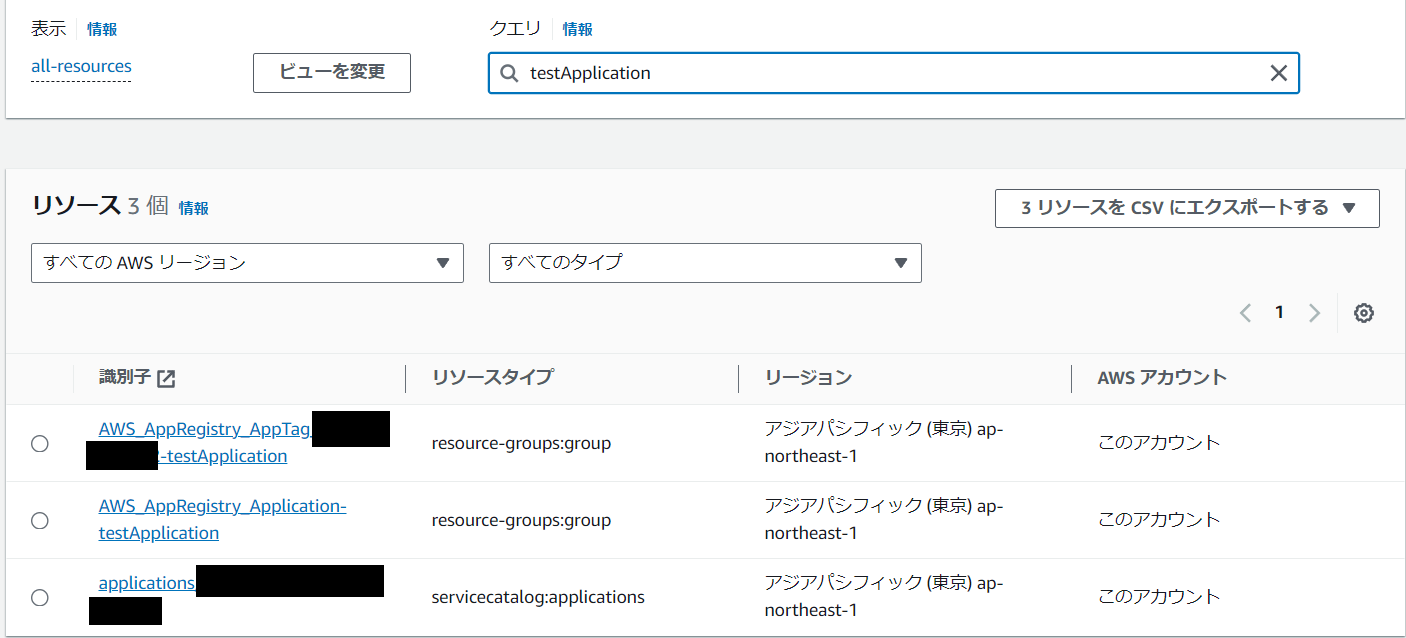 表示 情報
クエリ 情報
all-resources
ビューを変更
testApplication
リソース 3 個 情報
3 リソースを CSV にエクスポートする
すべての AWS リージョン
すべてのタイプ
1
識別子
リソースタイプ
リージョン
AWS アカウント
AWS_AppRegistry_AppTag
-testApplication
resource-groups:group
アジアパシフィック (東京) ap-
northeast-1
このアカウント
AWS_AppRegistry_Application-
testApplication
resource-groups:group
アジアパシフィック (東京) ap-
northeast-1
このアカウント
applications
servicecatalog:applications
アジアパシフィック (東京) ap-
northeast-1
このアカウント